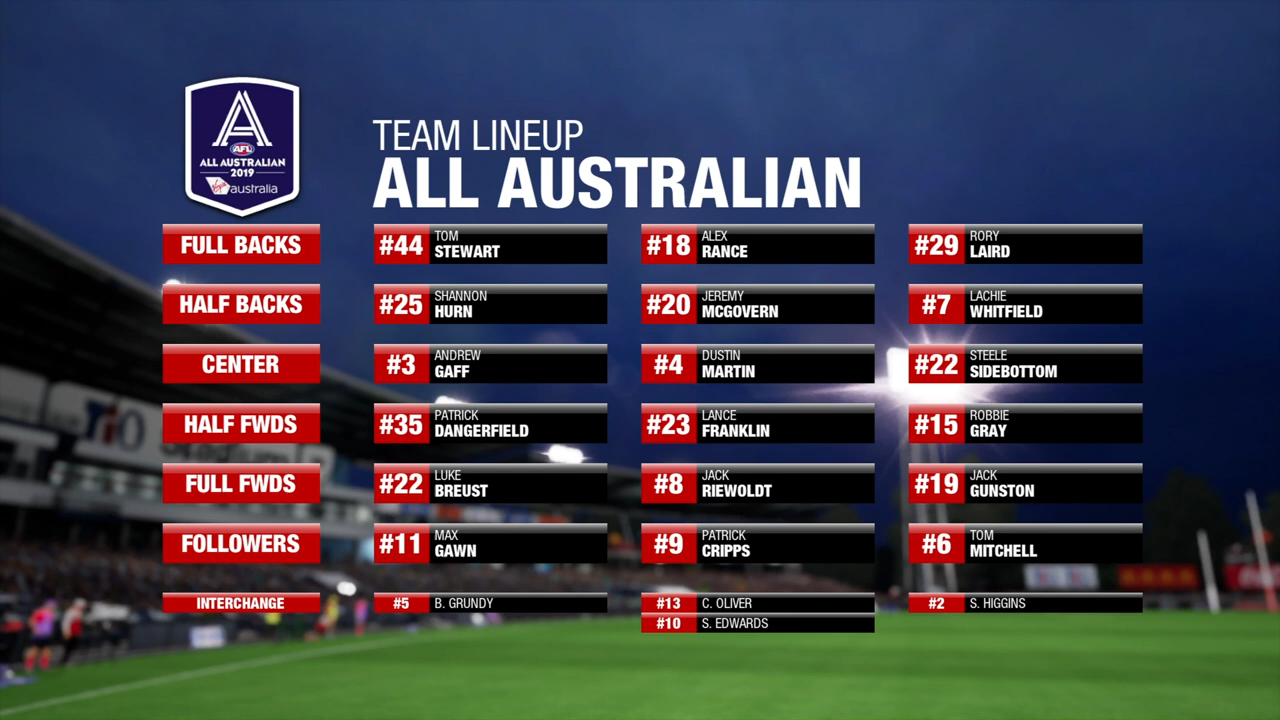 A
AFL
ALL AUSTRALIAN
2019
Virgin australia
TEAM LINEUP
ALL AUSTRALIAN
FULL BACKS
#44 TOM STEWART
#18 ALEX RANCE
#29 RORY LAIRD
HALF BACKS
#25 SHANNON HURN
#20 JEREMY MCGOVERN
#7 LACHIE WHITFIELD
CENTER
#3 ANDREW GAFF
#4 DUSTIN MARTIN
#22 STEELE SIDEBOTTOM
HALF FWDS
#35 PATRICK DANGERFIELD
#23 LANCE FRANKLIN
#15 ROBBIE GRAY
FULL FWDS
#22 LUKE BREUST
#8 JACK RIEWOLDT
#19 JACK GUNSTON
FOLLOWERS
#11 MAX GAWN
#9 PATRICK CRIPPS
#6 TOM MITCHELL
INTERCHANGE
#5 B. GRUNDY
#13 C. OLIVER
#2 S. HIGGINS
#10 S. EDWARDS